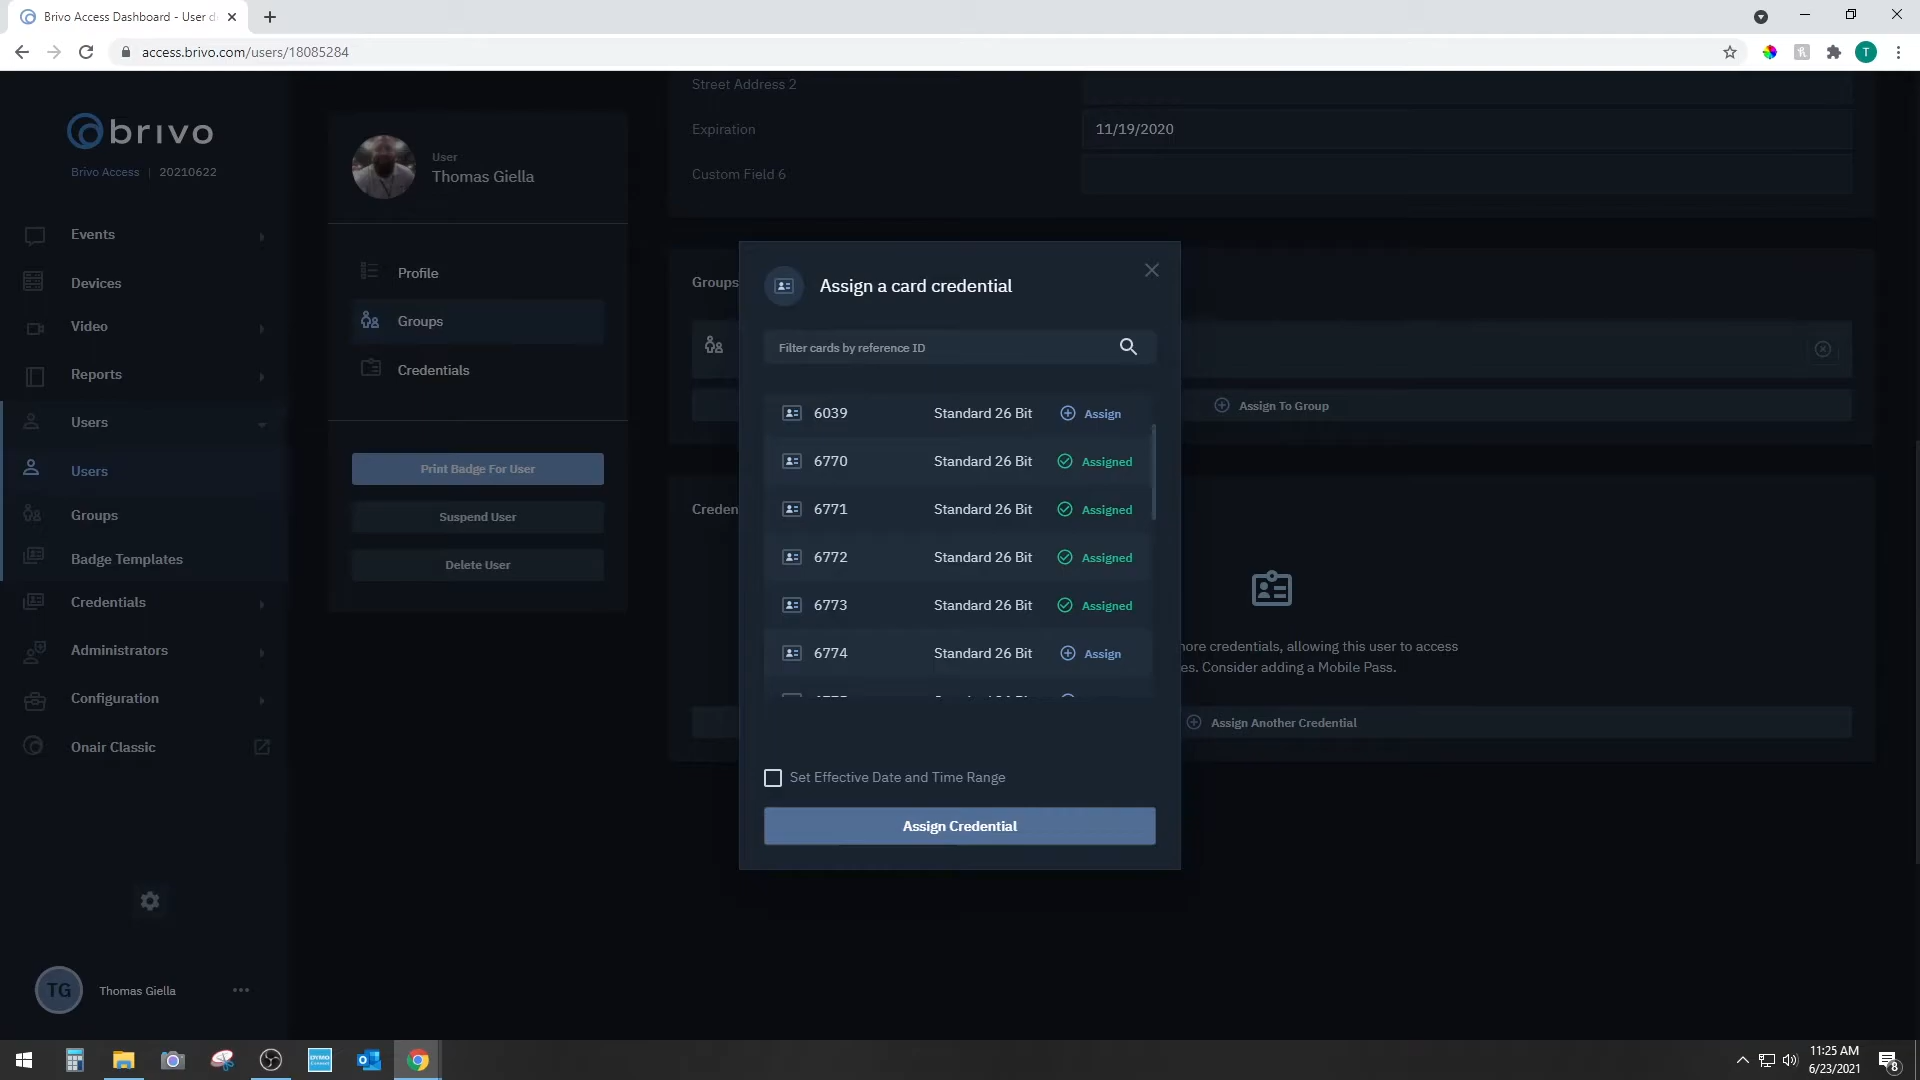 Brivo Access Dashboard - User d
access.brivo.com/users/18085284
T
brivo
Brivo Access | 20210622
Events
Devices
Video
Reports
Users
Users
Groups
Badge Templates
Credentials
Administrators
Configuration
Onair Classic
TG
Thomas Giella
User
Thomas Giella
Profile
Groups
Credentials
Print Badge For User
Suspend User
Delete User
Street Address 2
Expiration
11/19/2020
Custom Field 6
Groups
Assign To Group
Creden
ore credentials, allowing this user to access
es. Consider adding a Mobile Pass.
Assign Another Credential
Assign a card credential
Filter cards by reference ID
6039 Standard 26 Bit Assign
6770 Standard 26 Bit Assigned
6771 Standard 26 Bit Assigned
6772 Standard 26 Bit Assigned
6773 Standard 26 Bit Assigned
6774 Standard 26 Bit Assign
Set Effective Date and Time Range
Assign Credential
DYMO
11:25 AM
6/23/2021
8